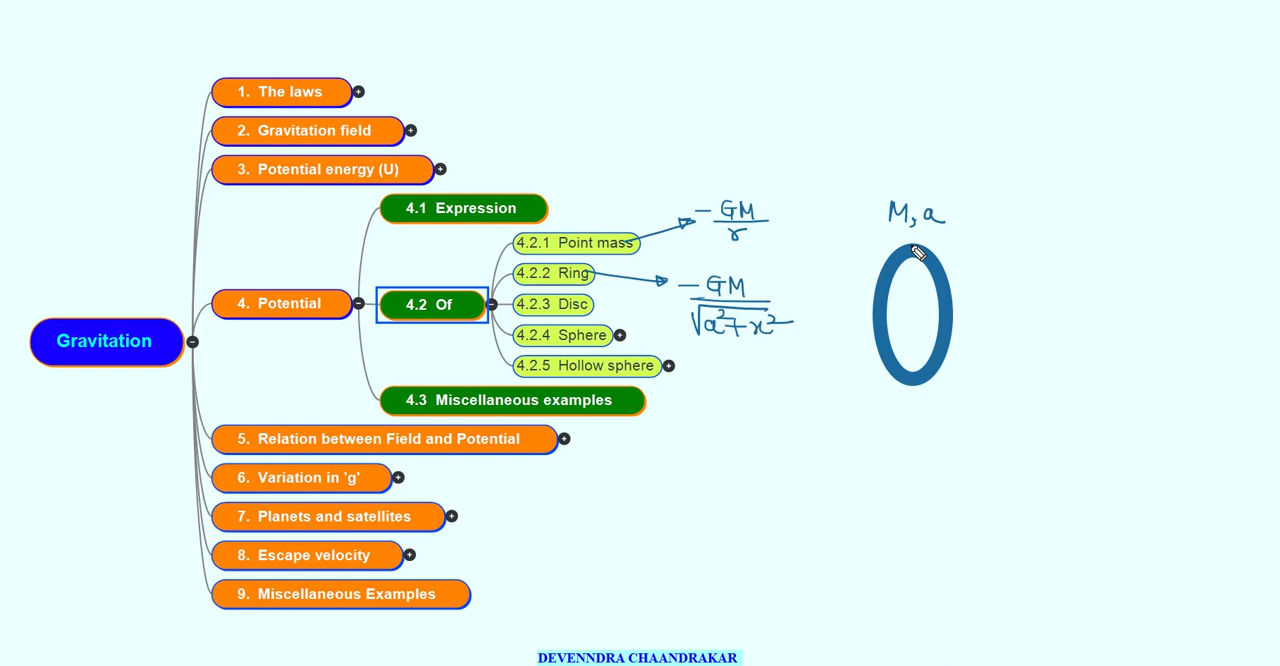 1. The laws
2. Gravitation field
3. Potential energy (U)
4.1 Expression
M, a
- GM
r
4.2.1 Point mass
4.2.2 Ring
- GM
√a²+x²
4. Potential
4.2 Of
4.2.3 Disc
4.2.4 Sphere
4.2.5 Hollow sphere
Gravitation
4.3 Miscellaneous examples
5. Relation between Field and Potential
6. Variation in 'g'
7. Planets and satellites
8. Escape velocity
9. Miscellaneous Examples
DEVENNDRA CHAANDRAKAR